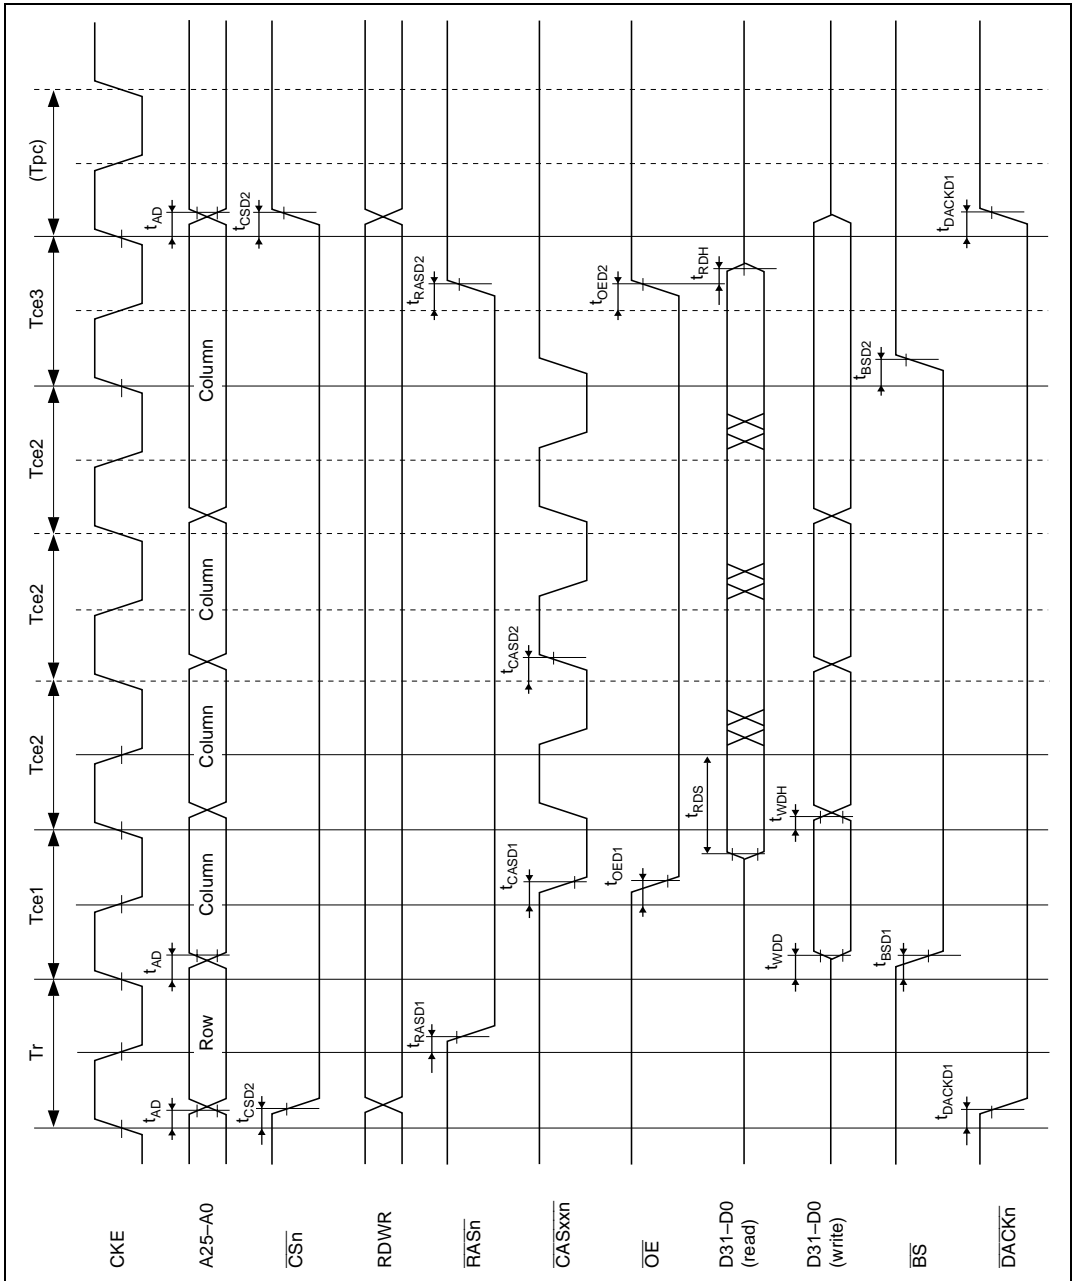 Tr
Tce1
Tce2
Tce2
Tce2
Tce3
(Tpc)
CKE
A25–A0
tAD
Row
tAD
Column
Column
Column
Column
tAD
CSn
tCSD2
tCSD2
RDWR
RASn
tRASD1
tRASD2
CASxxn
tCASD1
tCASD2
OE
tOED1
tOED2
D31–D0
(read)
tRDS
tRDH
D31–D0
(write)
tWDD
tWDH
BS
tBSD1
tBSD2
DACKn
tDACKD1
tDACKD1